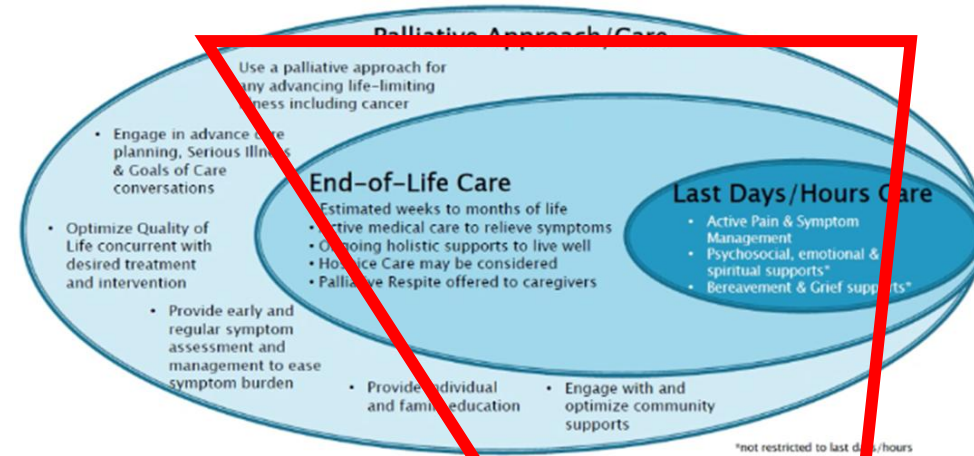 Palliative Approach/Care
Use a palliative approach for
any advancing life-limiting
illness including cancer
• Engage in advance care
planning, Serious Illness
& Goals of Care
conversations
• Optimize Quality of
Life concurrent with
desired treatment
and intervention
• Provide early and
regular symptom
assessment and
management to ease
symptom burden
• Provide individual
and family education
• Engage with and
optimize community
supports
End-of-Life Care
Estimated weeks to months of life
• Active medical care to relieve symptoms
• Ongoing holistic supports to live well
• Hospice Care may be considered
• Palliative Respite offered to caregivers
Last Days/Hours Care
• Active Pain & Symptom
Management
• Psychosocial, emotional &
spiritual supports*
• Bereavement & Grief supports*
*not restricted to last days/hours